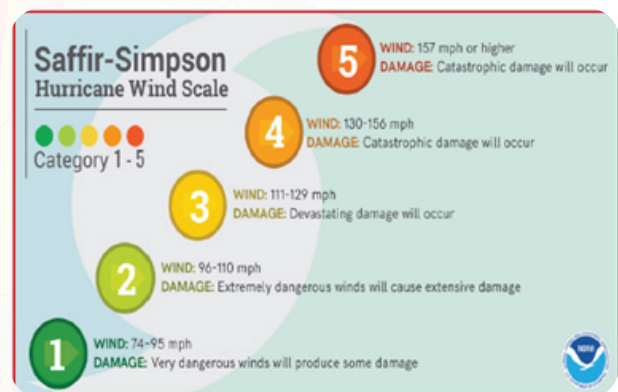 Saffir-Simpson
Hurricane Wind Scale
Category 1 - 5
5
WIND: 157 mph or higher
DAMAGE: Catastrophic damage will occur
4
WIND: 130-156 mph
DAMAGE: Catastrophic damage will occur
3
WIND: 111-129 mph
DAMAGE: Devastating damage will occur
2
WIND: 96-110 mph
DAMAGE: Extremely dangerous winds will cause extensive damage
1
WIND: 74-95 mph
DAMAGE: Very dangerous winds will produce some damage
NOAA